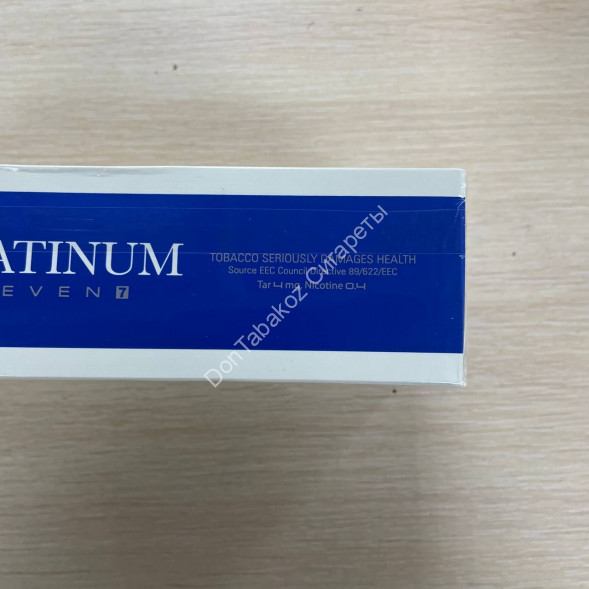 ATINUM
EVEN 7
TOBACCO SERIOUSLY DAMAGES HEALTH
Source EEC Council Directive 89/622/EEC
Tar 4 mg, Nicotine 0.4
DonTabakoz Сигареты